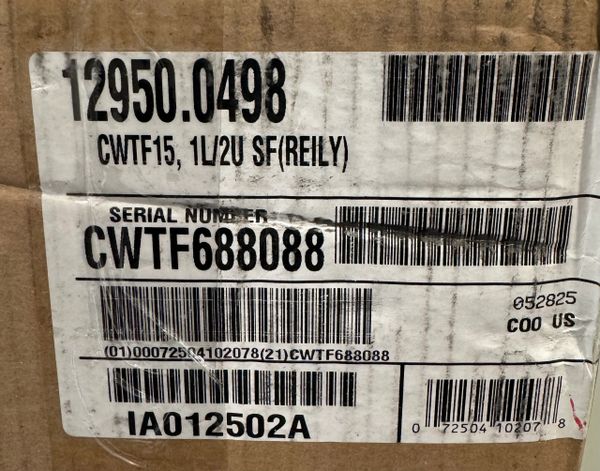 12950.0498
CWTF15, 1L/2U SF(REILY)
SERIAL NUMBER
CWTF688088
052825
COO US
(01)00072504102078(21)CWTF688088
IA012502A
0 72504 10207 8